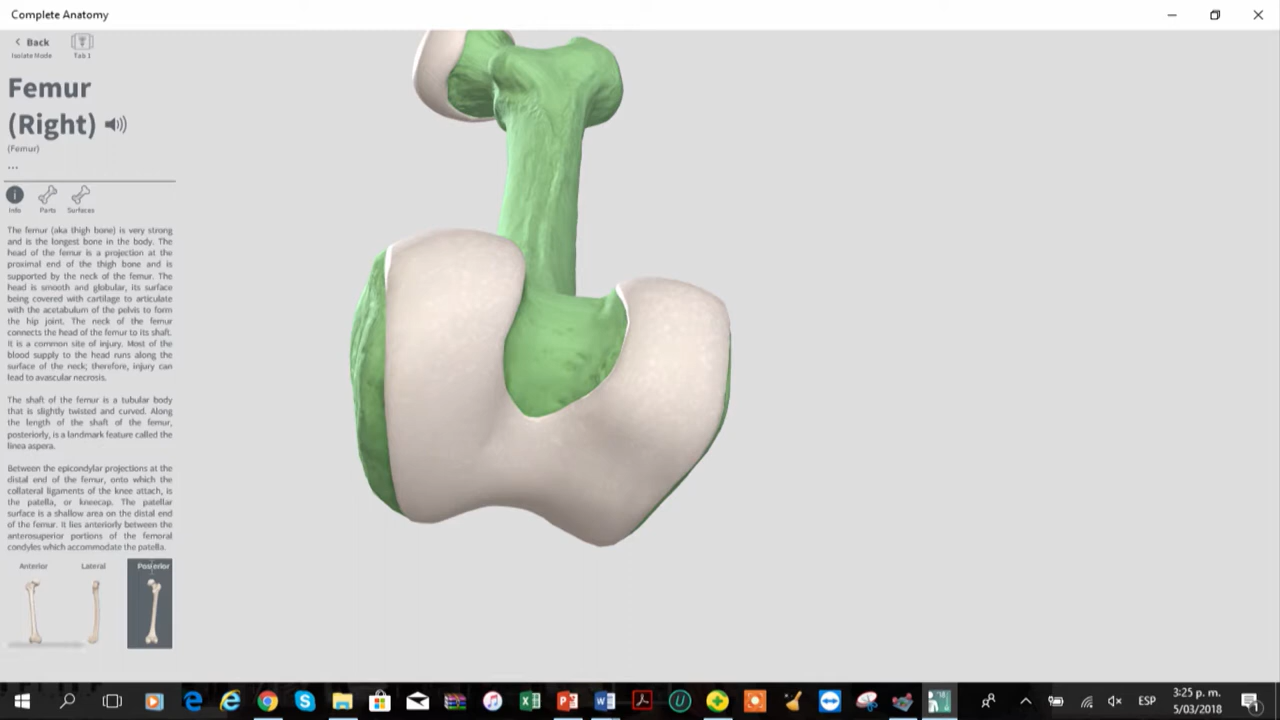 Complete Anatomy
Back
Isolate Mode
Tab 1
Femur
(Right)
(Femur)
...
Info Parts Surfaces
The femur (aka thigh bone) is very strong
and is the longest bone in the body. The
head of the femur is a projection at the
proximal end of the thigh bone and is
supported by the neck of the femur. The
head is smooth and globular, its surface
being covered with cartilage to articulate
with the acetabulum of the pelvis to form
the hip joint. The neck of the femur
connects the head of the femur to its shaft.
It is a common site of injury. Most of the
blood supply to the head runs along the
surface of the neck; therefore, injury can
lead to avascular necrosis.
The shaft of the femur is a tubular body
that is slightly twisted and curved. Along
the length of the shaft of the femur,
posteriorly, is a landmark feature called the
linea aspera.
Between the epicondylar projections at the
distal end of the femur, onto which the
collateral ligaments of the knee attach, is
the patella, or kneecap. The patellar
surface is a shallow area on the distal end
of the femur. It lies anteriorly between the
anterosuperior portions of the femoral
condyles which accommodate the patella.
Anterior Lateral Posterior
ESP
3:25 p. m.
5/03/2018